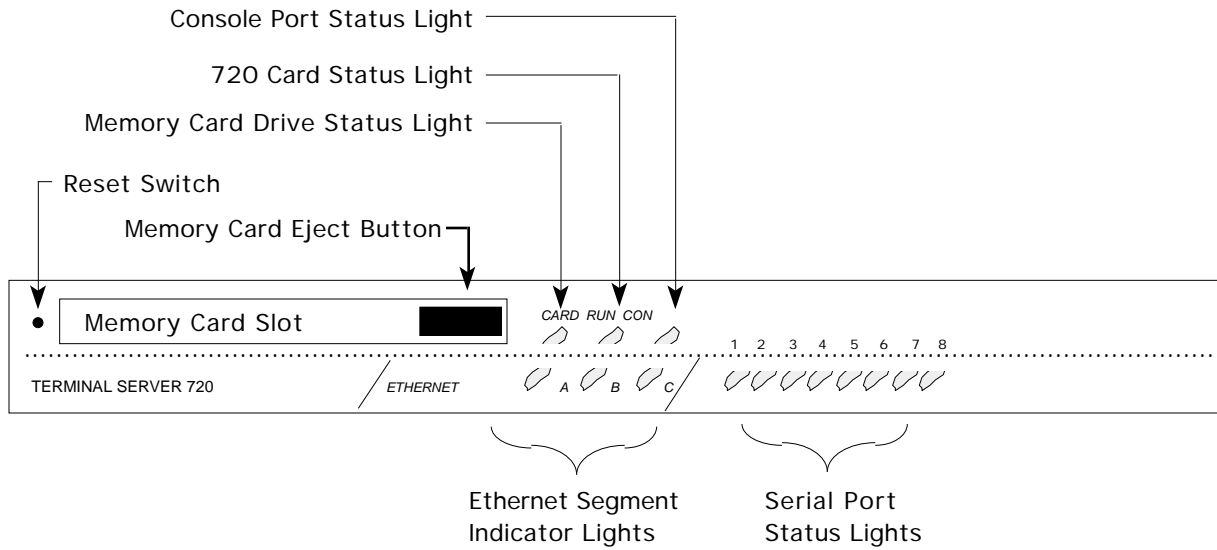 Console Port Status Light
720 Card Status Light
Memory Card Drive Status Light
Reset Switch
Memory Card Eject Button
Memory Card Slot
CARD RUN CON
1 2 3 4 5 6 7 8
TERMINAL SERVER 720
ETHERNET
A B C
Ethernet Segment
Indicator Lights
Serial Port
Status Lights